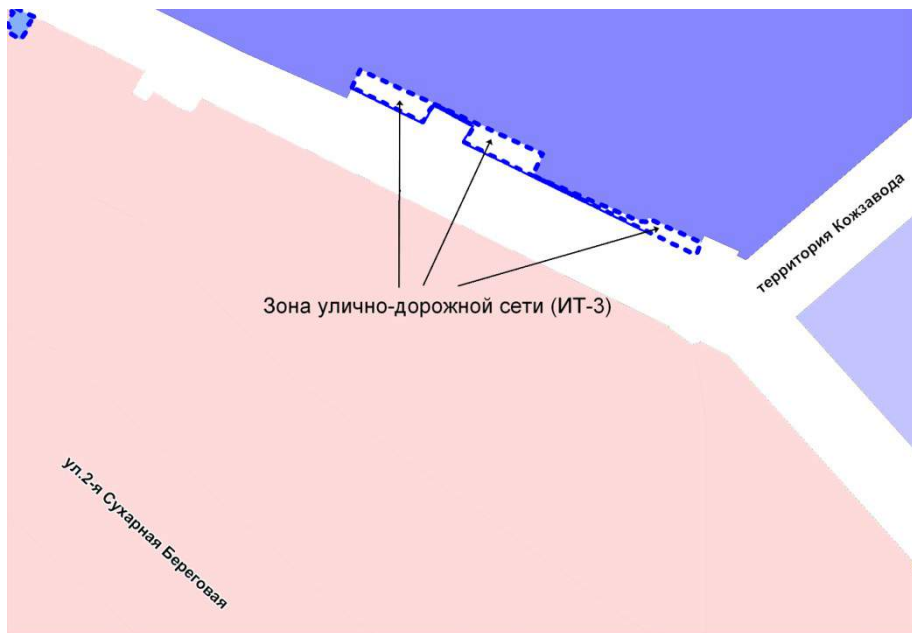 территория Кожзавода
Зона улично-дорожной сети (ИТ-3)
ул.2-я Сухарная Береговая